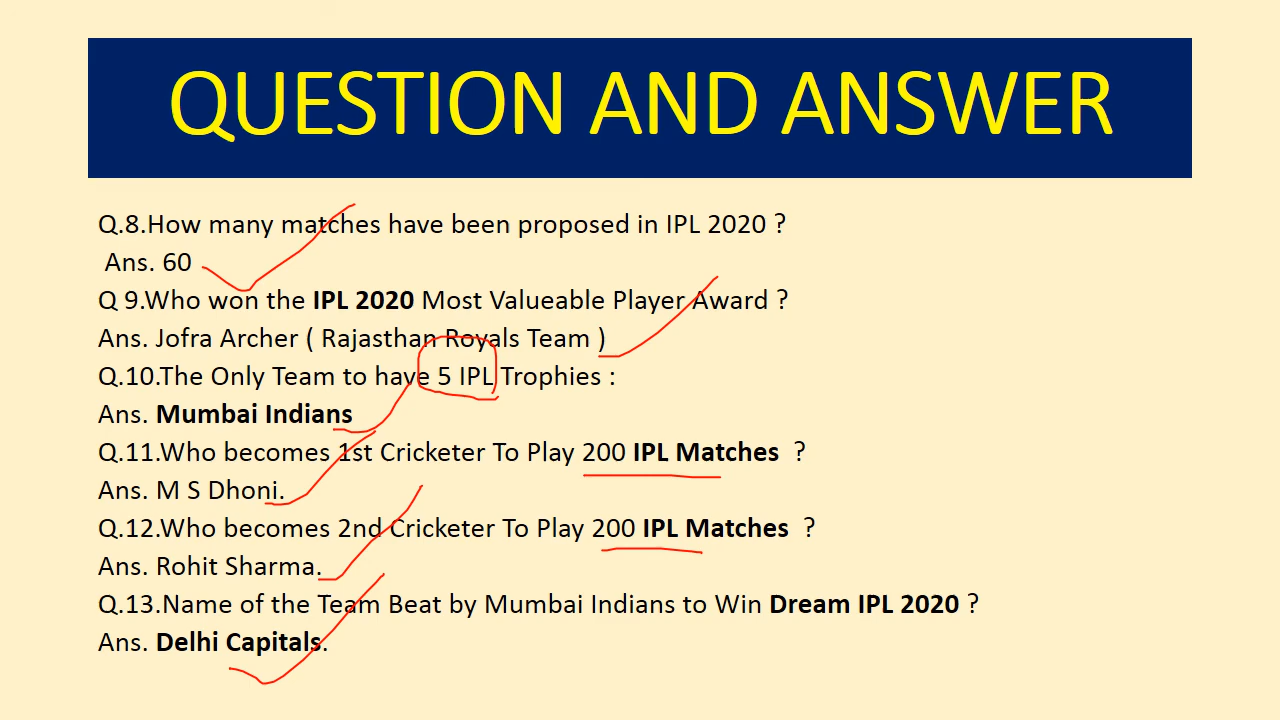 QUESTION AND ANSWER
Q.8.How many matches have been proposed in IPL 2020 ?
Ans. 60
Q 9.Who won the IPL 2020 Most Valueable Player Award ?
Ans. Jofra Archer ( Rajasthan Royals Team )
Q.10.The Only Team to have 5 IPL Trophies :
Ans. Mumbai Indians
Q.11.Who becomes 1st Cricketer To Play 200 IPL Matches ?
Ans. M S Dhoni.
Q.12.Who becomes 2nd Cricketer To Play 200 IPL Matches ?
Ans. Rohit Sharma.
Q.13.Name of the Team Beat by Mumbai Indians to Win Dream IPL 2020 ?
Ans. Delhi Capitals.